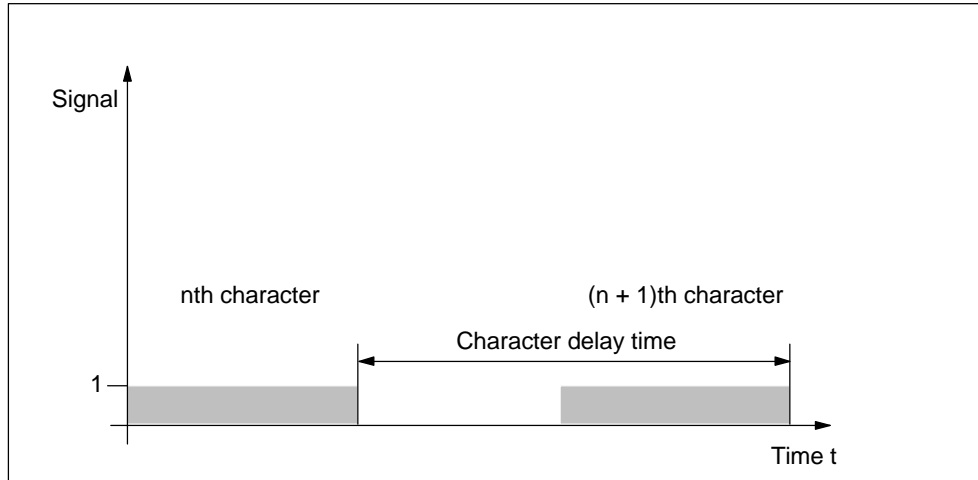 Signal
nth character
(n + 1)th character
Character delay time
1
Time t